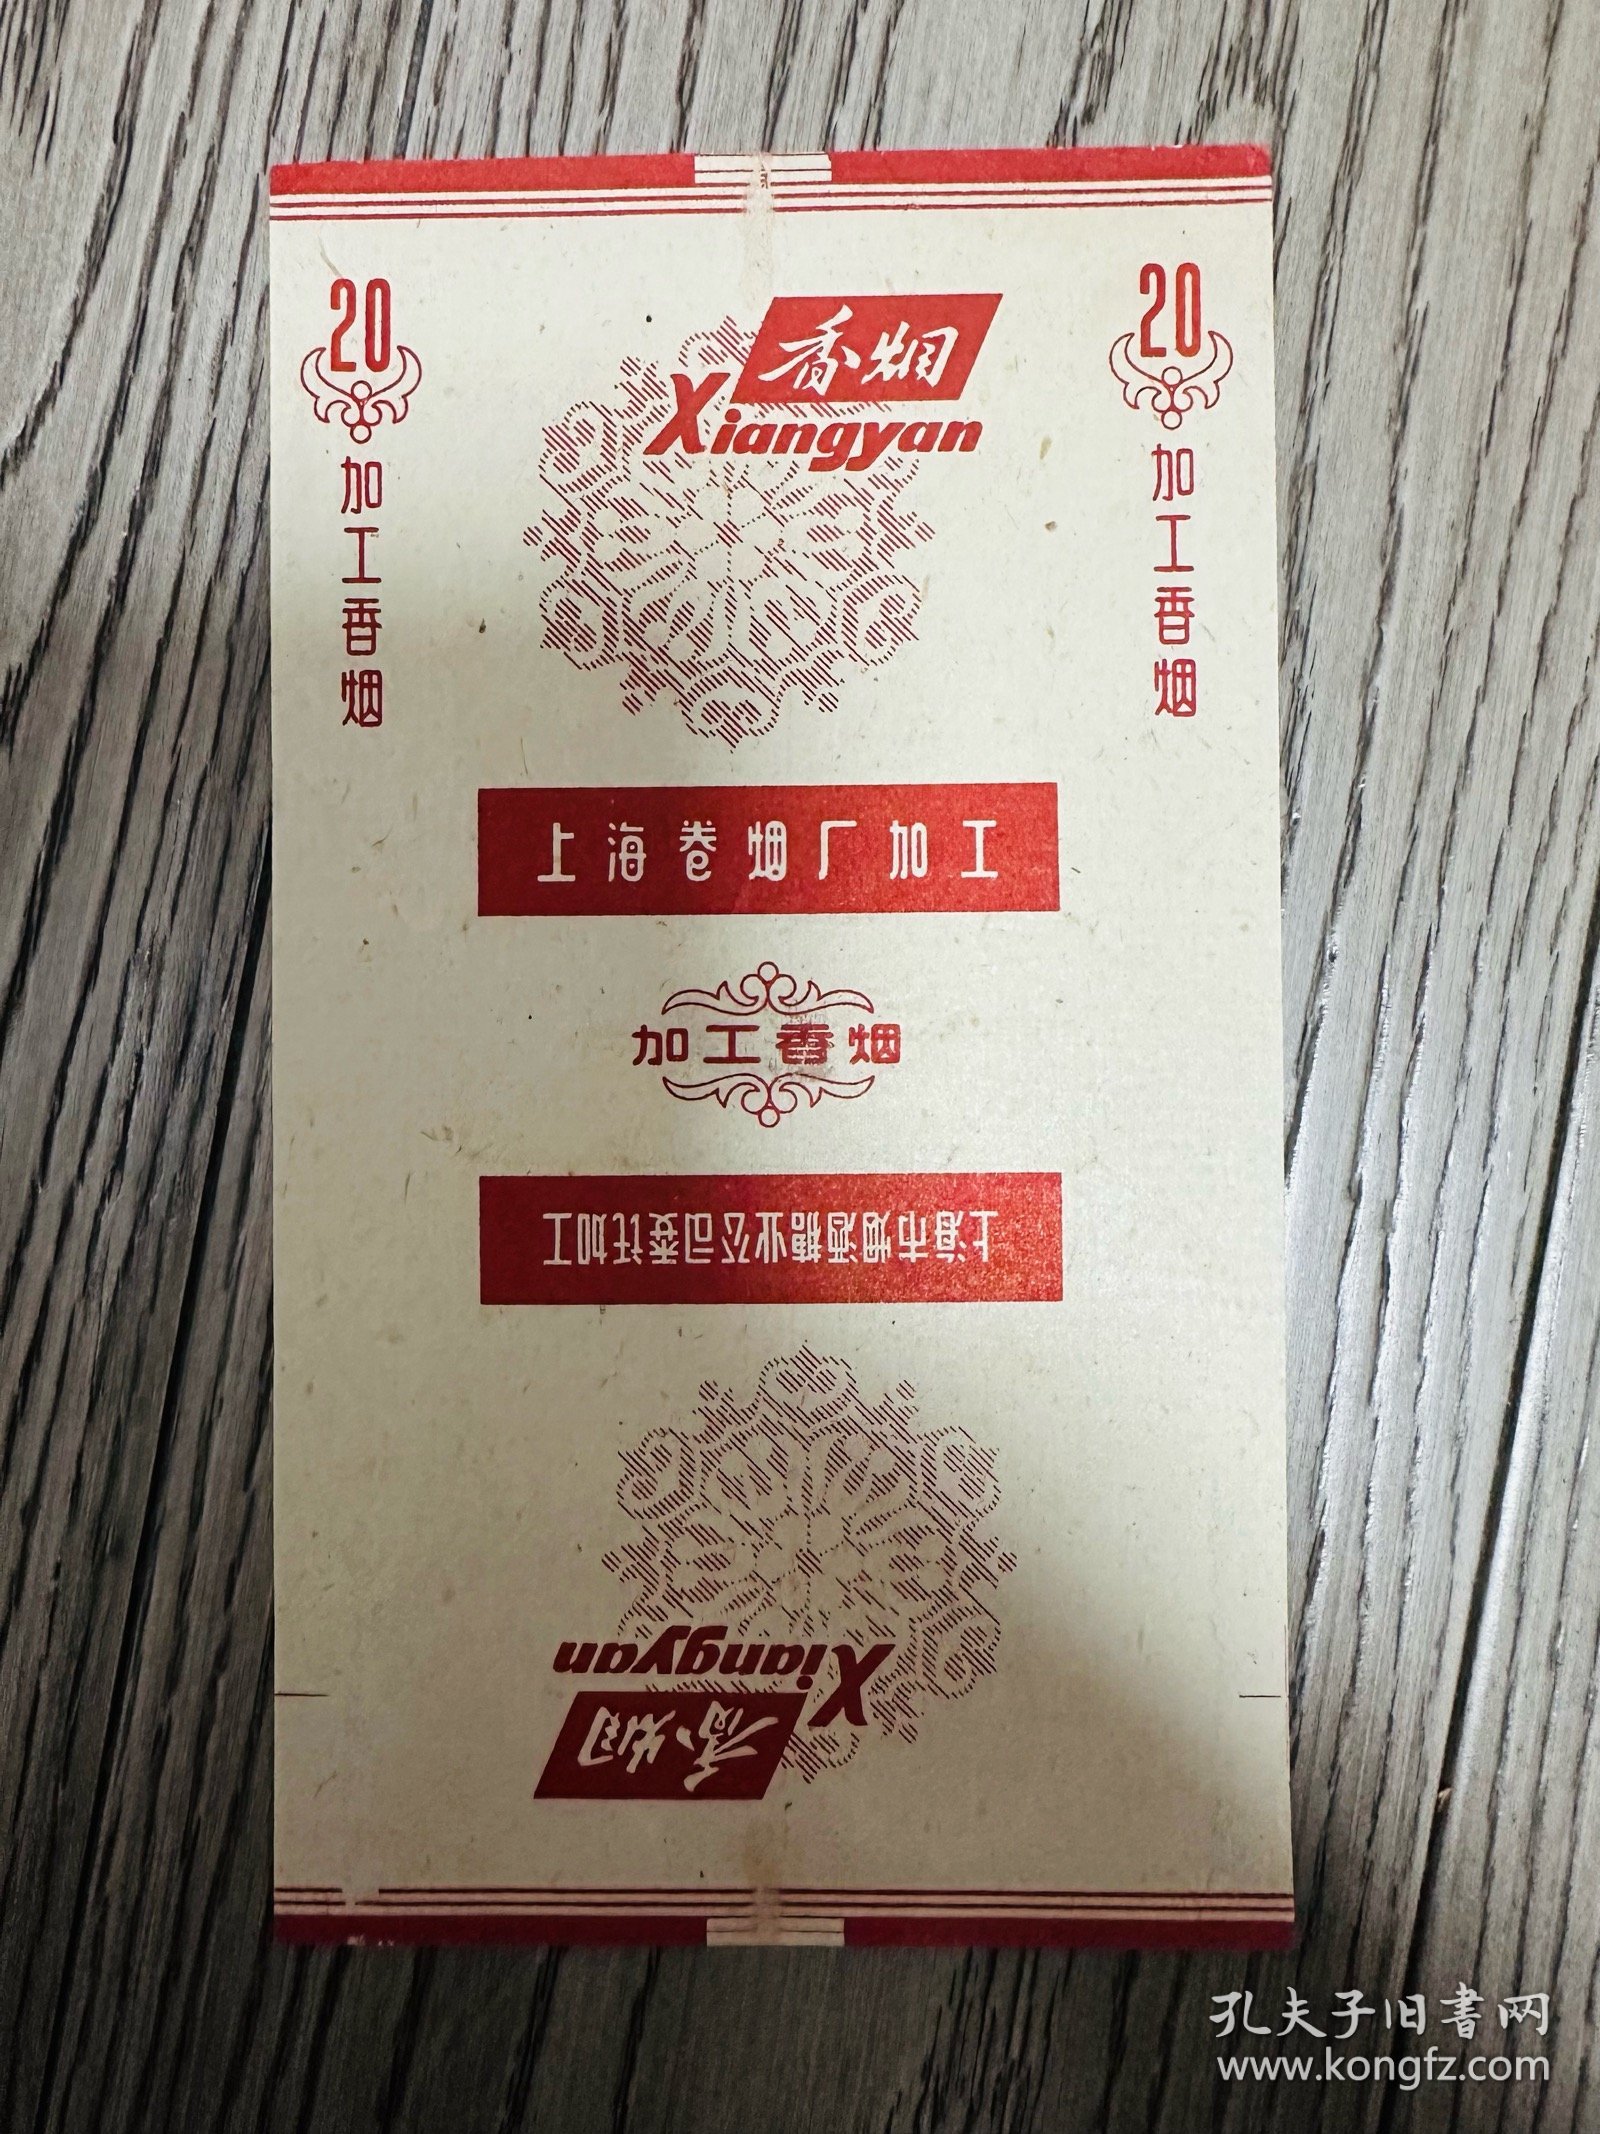 20
加工香烟
香烟
Xiangyan
20
加工香烟
上海卷烟厂加工
加工香烟
上海市烟酒糖业公司委托加工
Xiangyan
香烟
孔夫子旧书网
www.kongfz.com